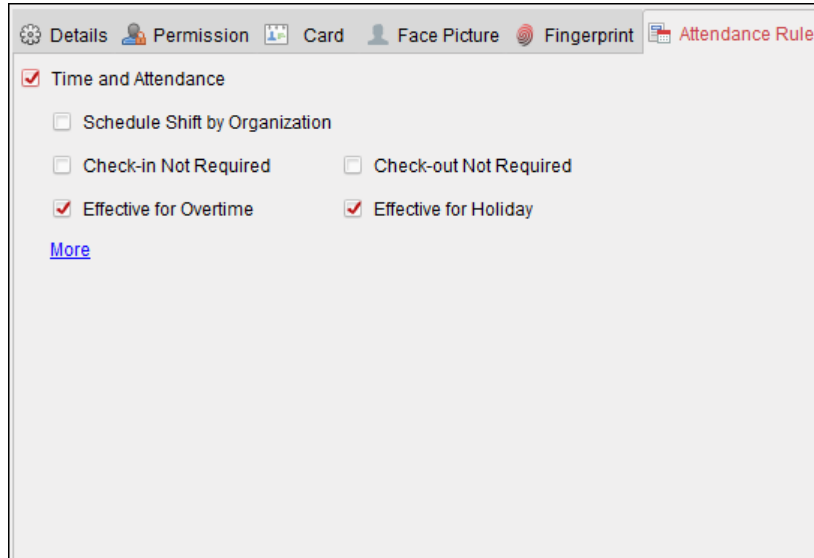 Details Permission Card Face Picture Fingerprint Attendance Rule
Time and Attendance
Schedule Shift by Organization
Check-in Not Required Check-out Not Required
Effective for Overtime Effective for Holiday
More